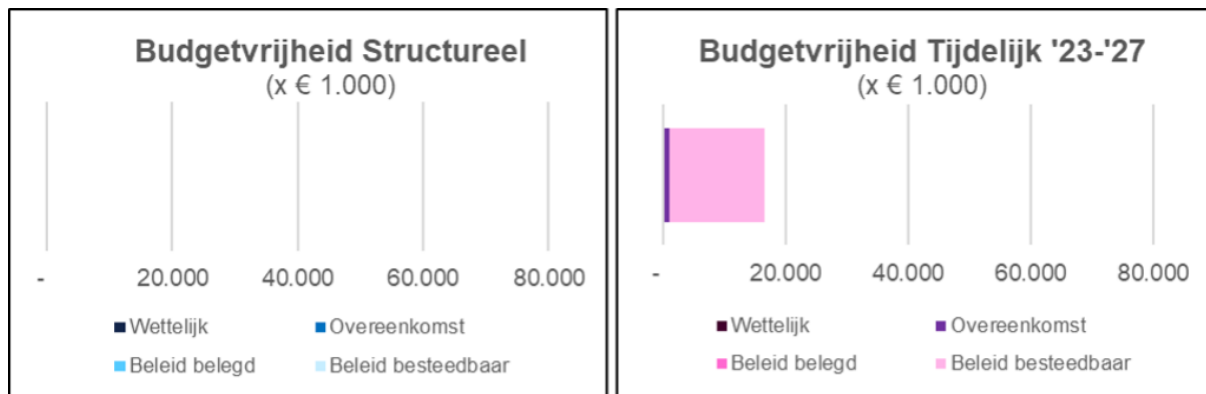 Budgetvrijheid Structureel
(x € 1.000)
- 20.000 40.000 60.000 80.000
Wettelijk Overeenkomst
Beleid belegd Beleid besteedbaar
Budgetvrijheid Tijdelijk '23-'27
(x € 1.000)
- 20.000 40.000 60.000 80.000
Wettelijk Overeenkomst
Beleid belegd Beleid besteedbaar